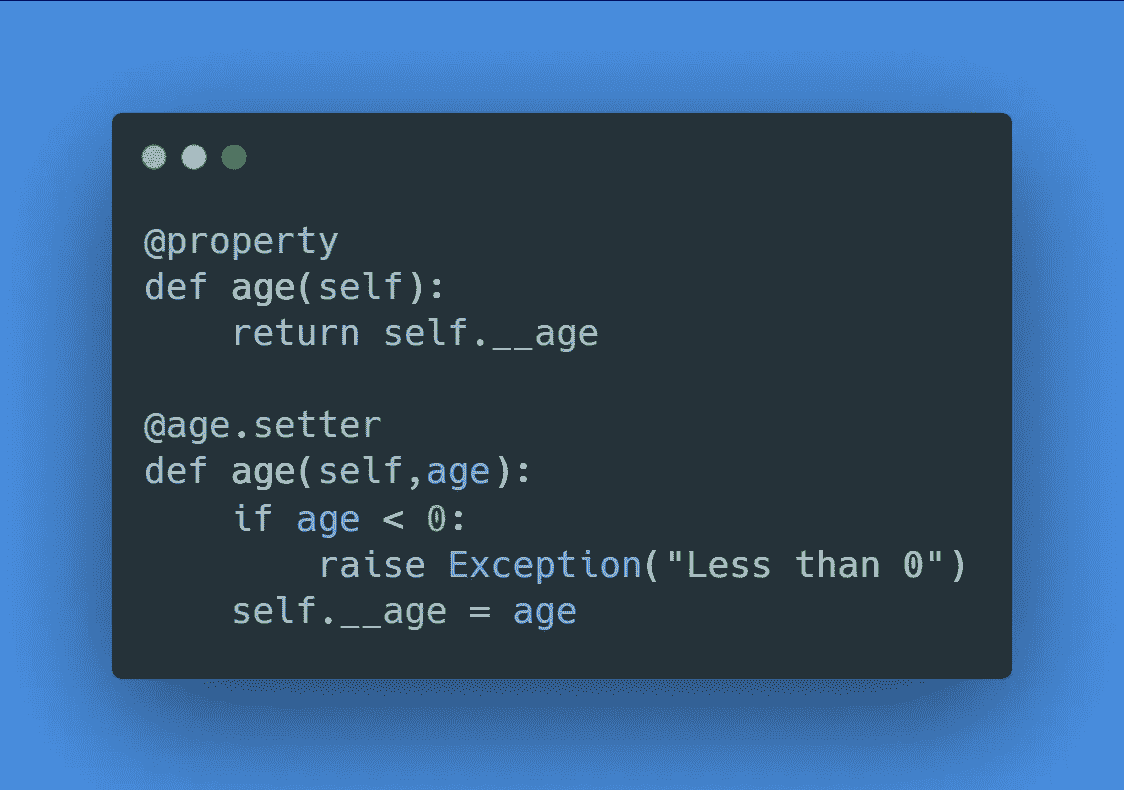 @property
def age(self):
    return self.__age

@age.setter
def age(self,age):
    if age < 0:
        raise Exception("Less than 0")
    self.__age = age